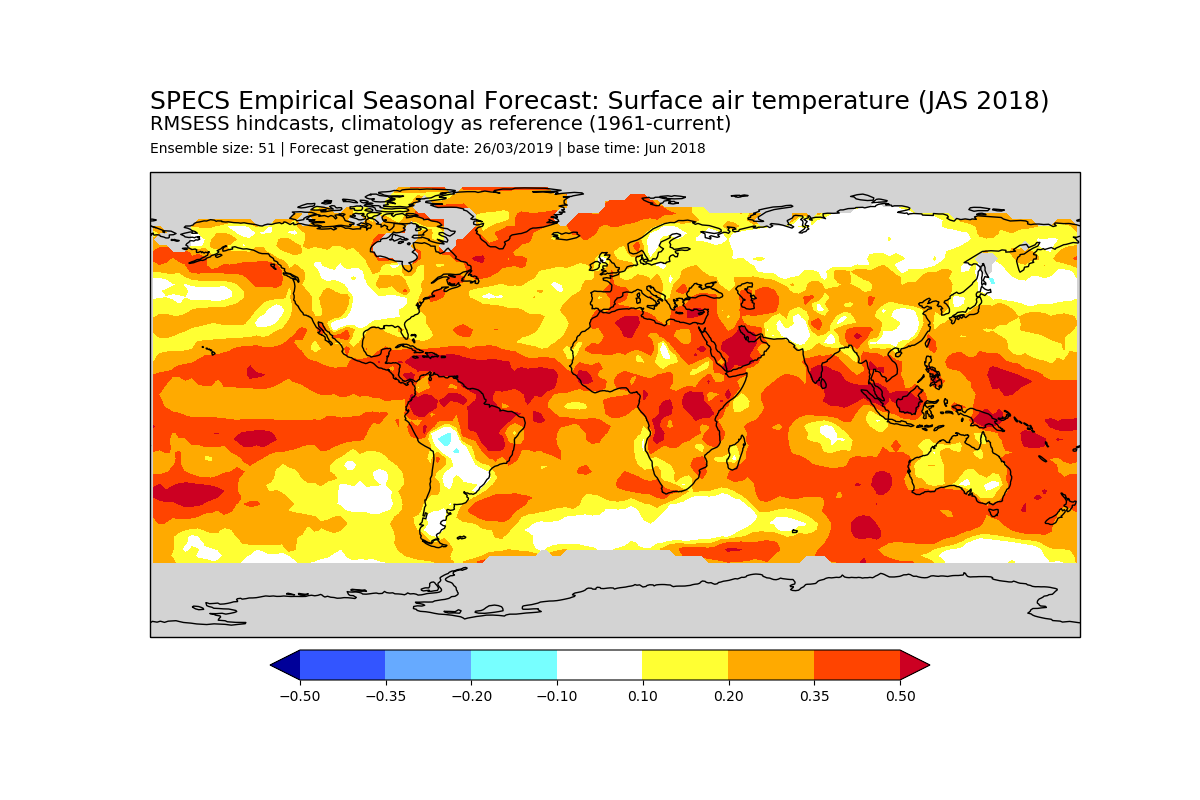 SPECS Empirical Seasonal Forecast: Surface air temperature (JAS 2018)
RMSESS hindcasts, climatology as reference (1961-current)
Ensemble size: 51 | Forecast generation date: 26/03/2019 | base time: Jun 2018
−0.50 −0.35 −0.20 −0.10 0.10 0.20 0.35 0.50